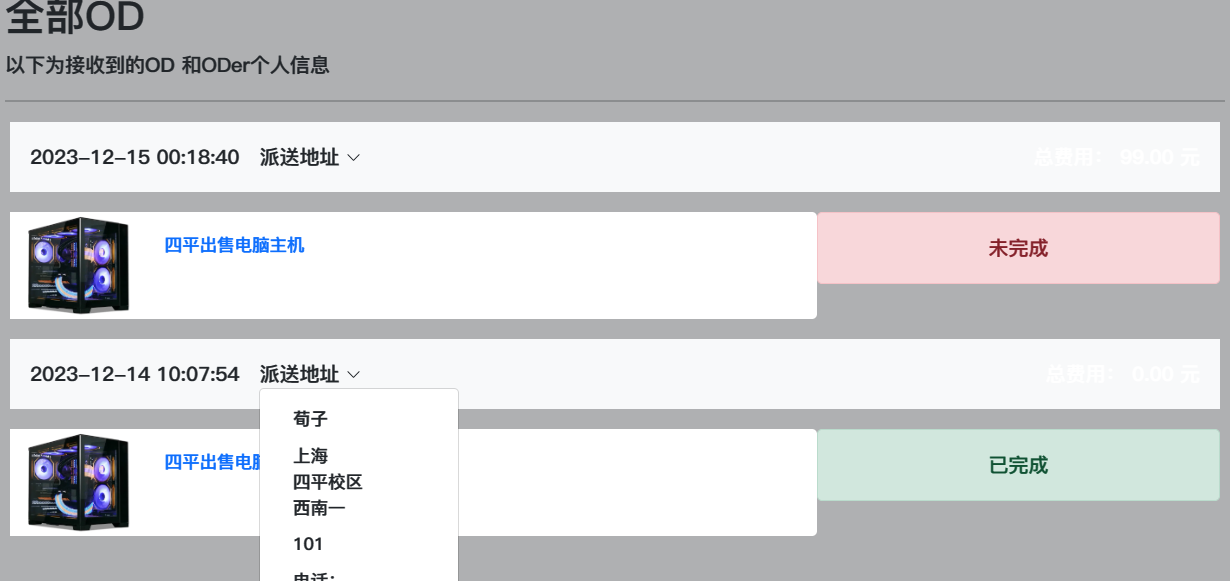 全部OD
以下为接收到的OD 和ODer个人信息
2023-12-15 00:18:40 派送地址 总费用： 99.00 元
四平出售电脑主机 未完成
2023-12-14 10:07:54 派送地址 总费用： 0.00 元
四平出售电 已完成
荀子
上海
四平校区
西南一
101
电话：